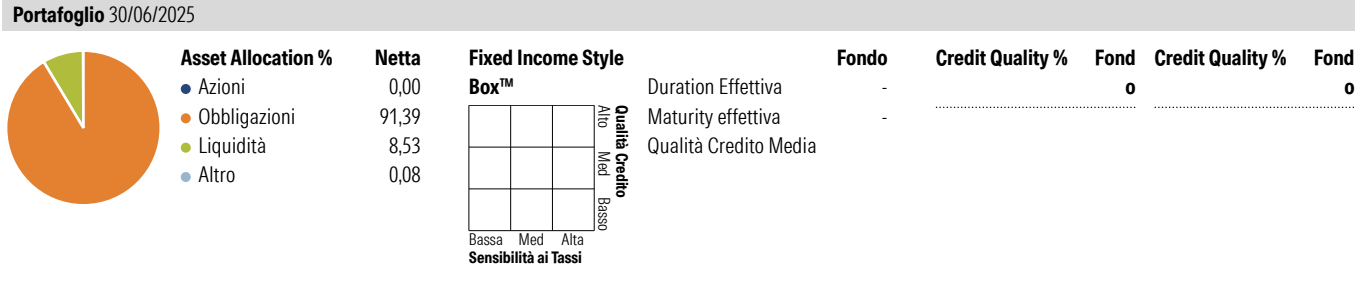 Portafoglio 30/06/2025
Asset Allocation % Netta
Azioni 0,00
Obbligazioni 91,39
Liquidità 8,53
Altro 0,08
Fixed Income Style
Box™
Alto Med Basso
Qualità Credito
Bassa Med Alta
Sensibilità ai Tassi
Fondo
Duration Effettiva -
Maturity effettiva -
Qualità Credito Media
Credit Quality % Fond
o
Credit Quality % Fond
o